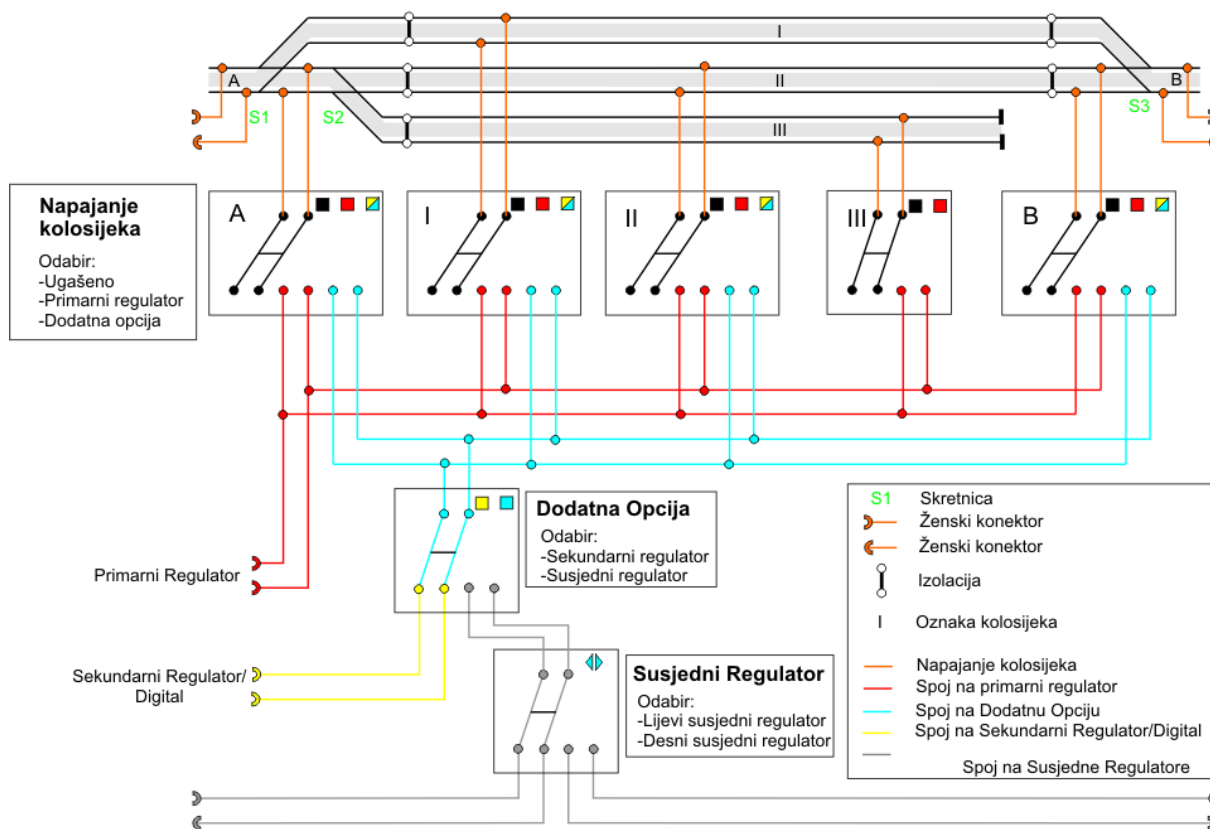 I
A
II
B
S1
S2
S3
III
Napajanje
kolosijeka
Odabir:
-Ugašeno
-Primarni regulator
-Dodatna opcija
A
I
II
III
B
Dodatna Opcija
Odabir:
-Sekundarni regulator
-Susjedni regulator
Primarni Regulator
Sekundarni Regulator/
Digital
Susjedni Regulator
Odabir:
-Lijevi susjedni regulator
-Desni susjedni regulator
S1 Skretnica
Ženski konektor
Ženski konektor
Izolacija
I Oznaka kolosijeka
Napajanje kolosijeka
Spoj na primarni regulator
Spoj na Dodatnu Opciju
Spoj na Sekundarni Regulator/Digital
Spoj na Susjedne Regulatore